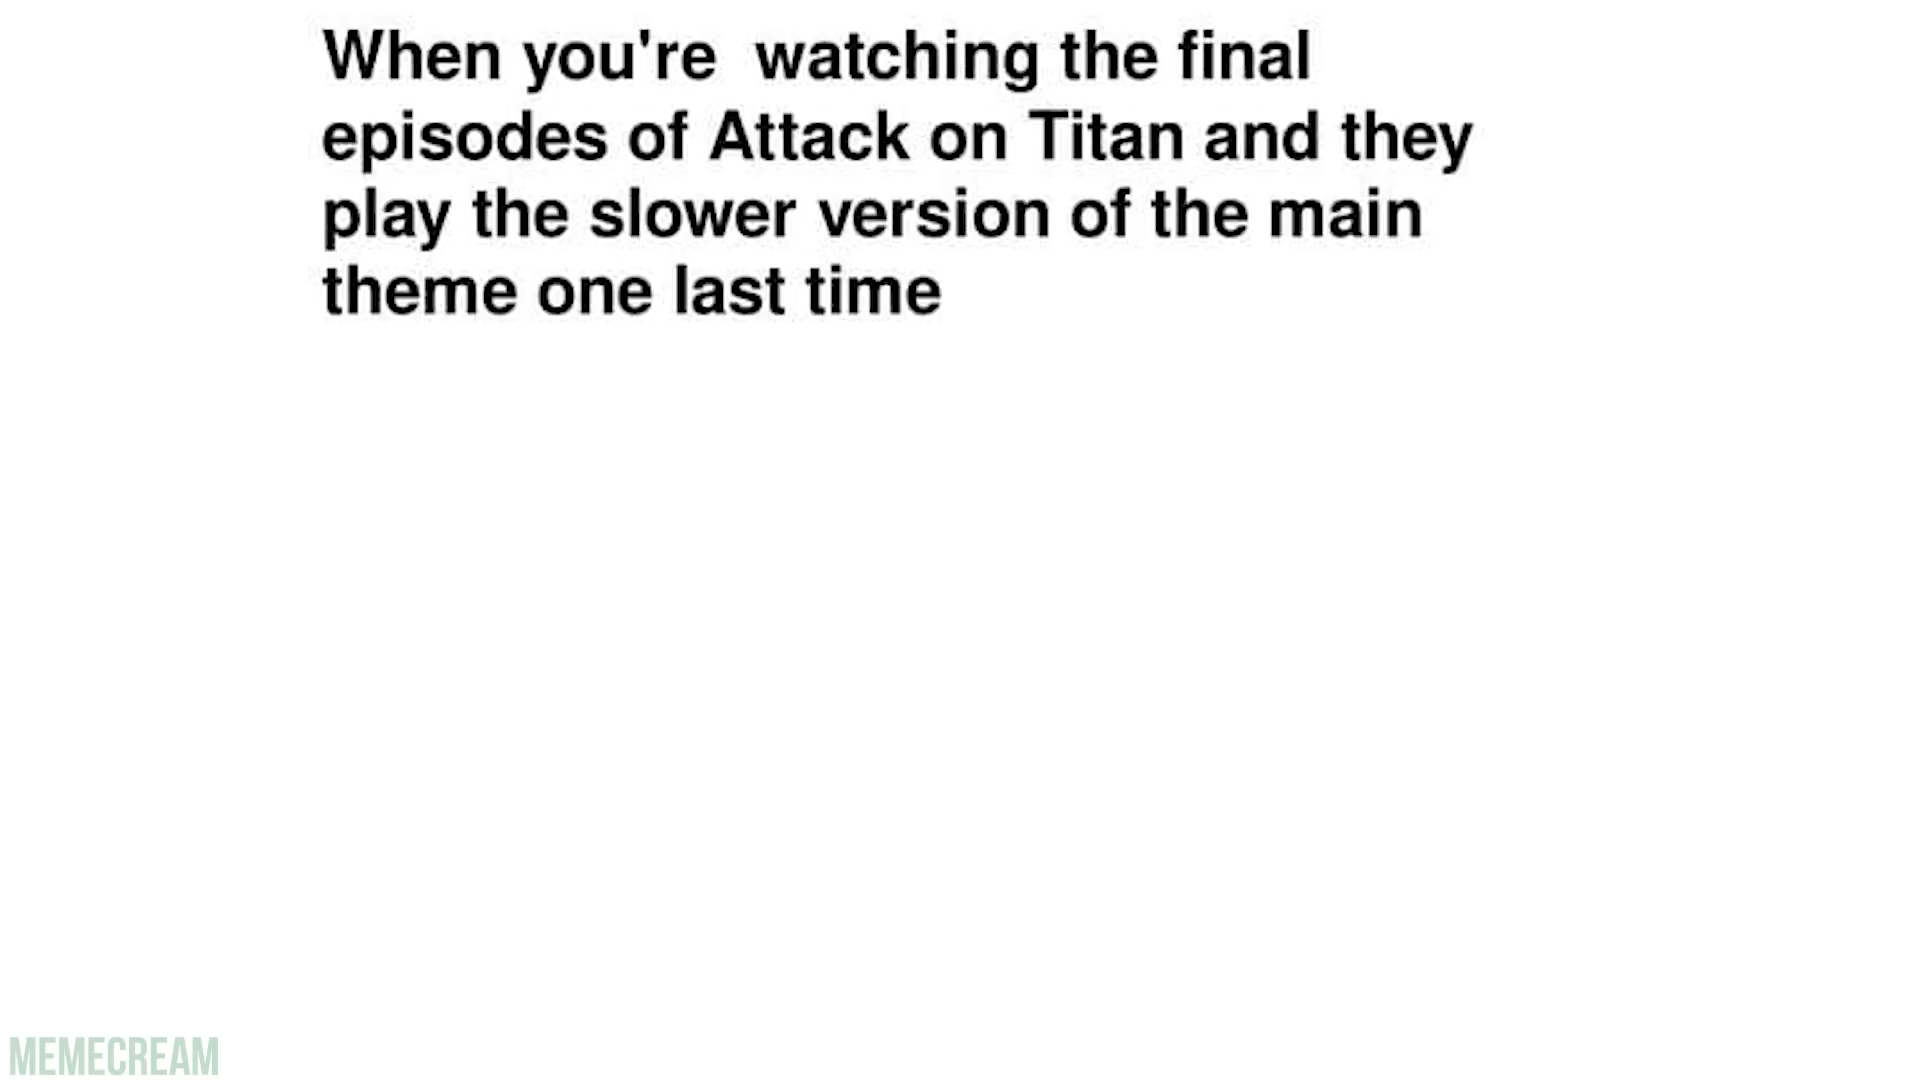 When you're  watching the final
episodes of Attack on Titan and they
play the slower version of the main
theme one last time
MEMECREAM